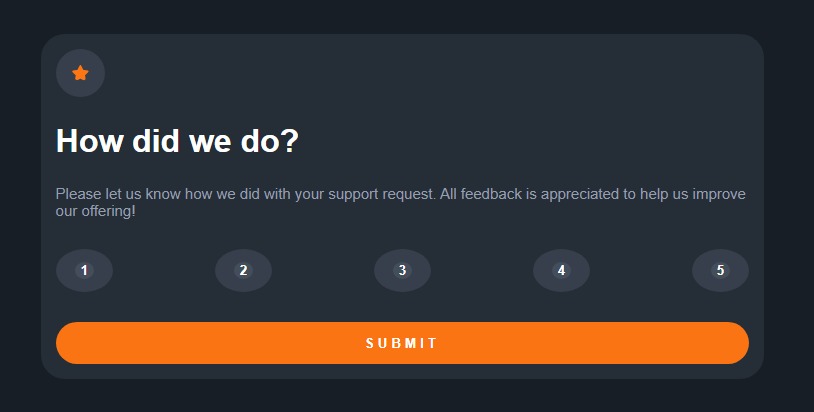 How did we do?
Please let us know how we did with your support request. All feedback is appreciated to help us improve
our offering!
1 2 3 4 5
SUBMIT